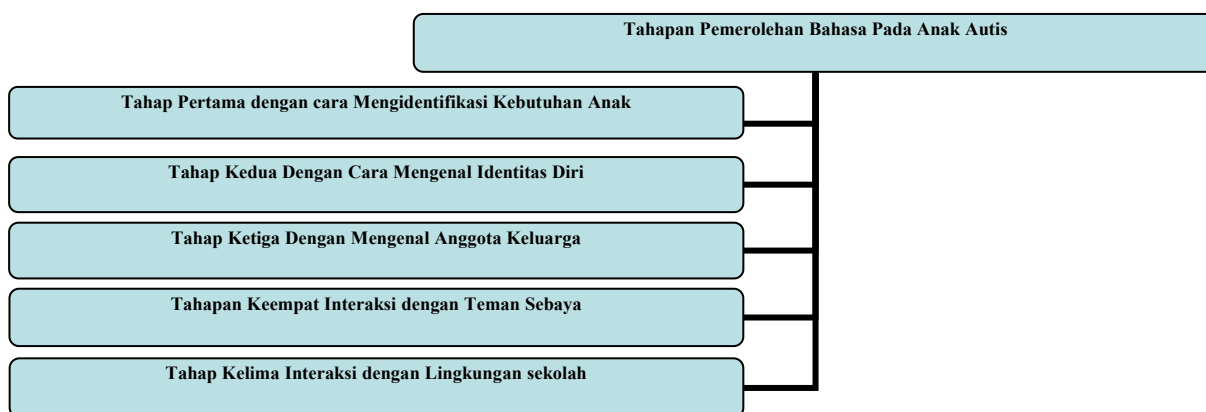 Tahapan Pemerolehan Bahasa Pada Anak Autis
Tahap Pertama dengan cara Mengidentifikasi Kebutuhan Anak
Tahap Kedua Dengan Cara Mengenal Identitas Diri
Tahap Ketiga Dengan Mengenal Anggota Keluarga
Tahapan Keempat Interaksi dengan Teman Sebaya
Tahap Kelima Interaksi dengan Lingkungan sekolah